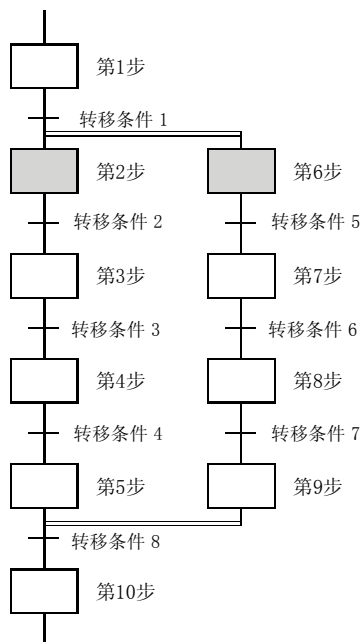 第1步
转移条件 1
第2步
第6步
转移条件 2
转移条件 5
第3步
第7步
转移条件 3
转移条件 6
第4步
第8步
转移条件 4
转移条件 7
第5步
第9步
转移条件 8
第10步